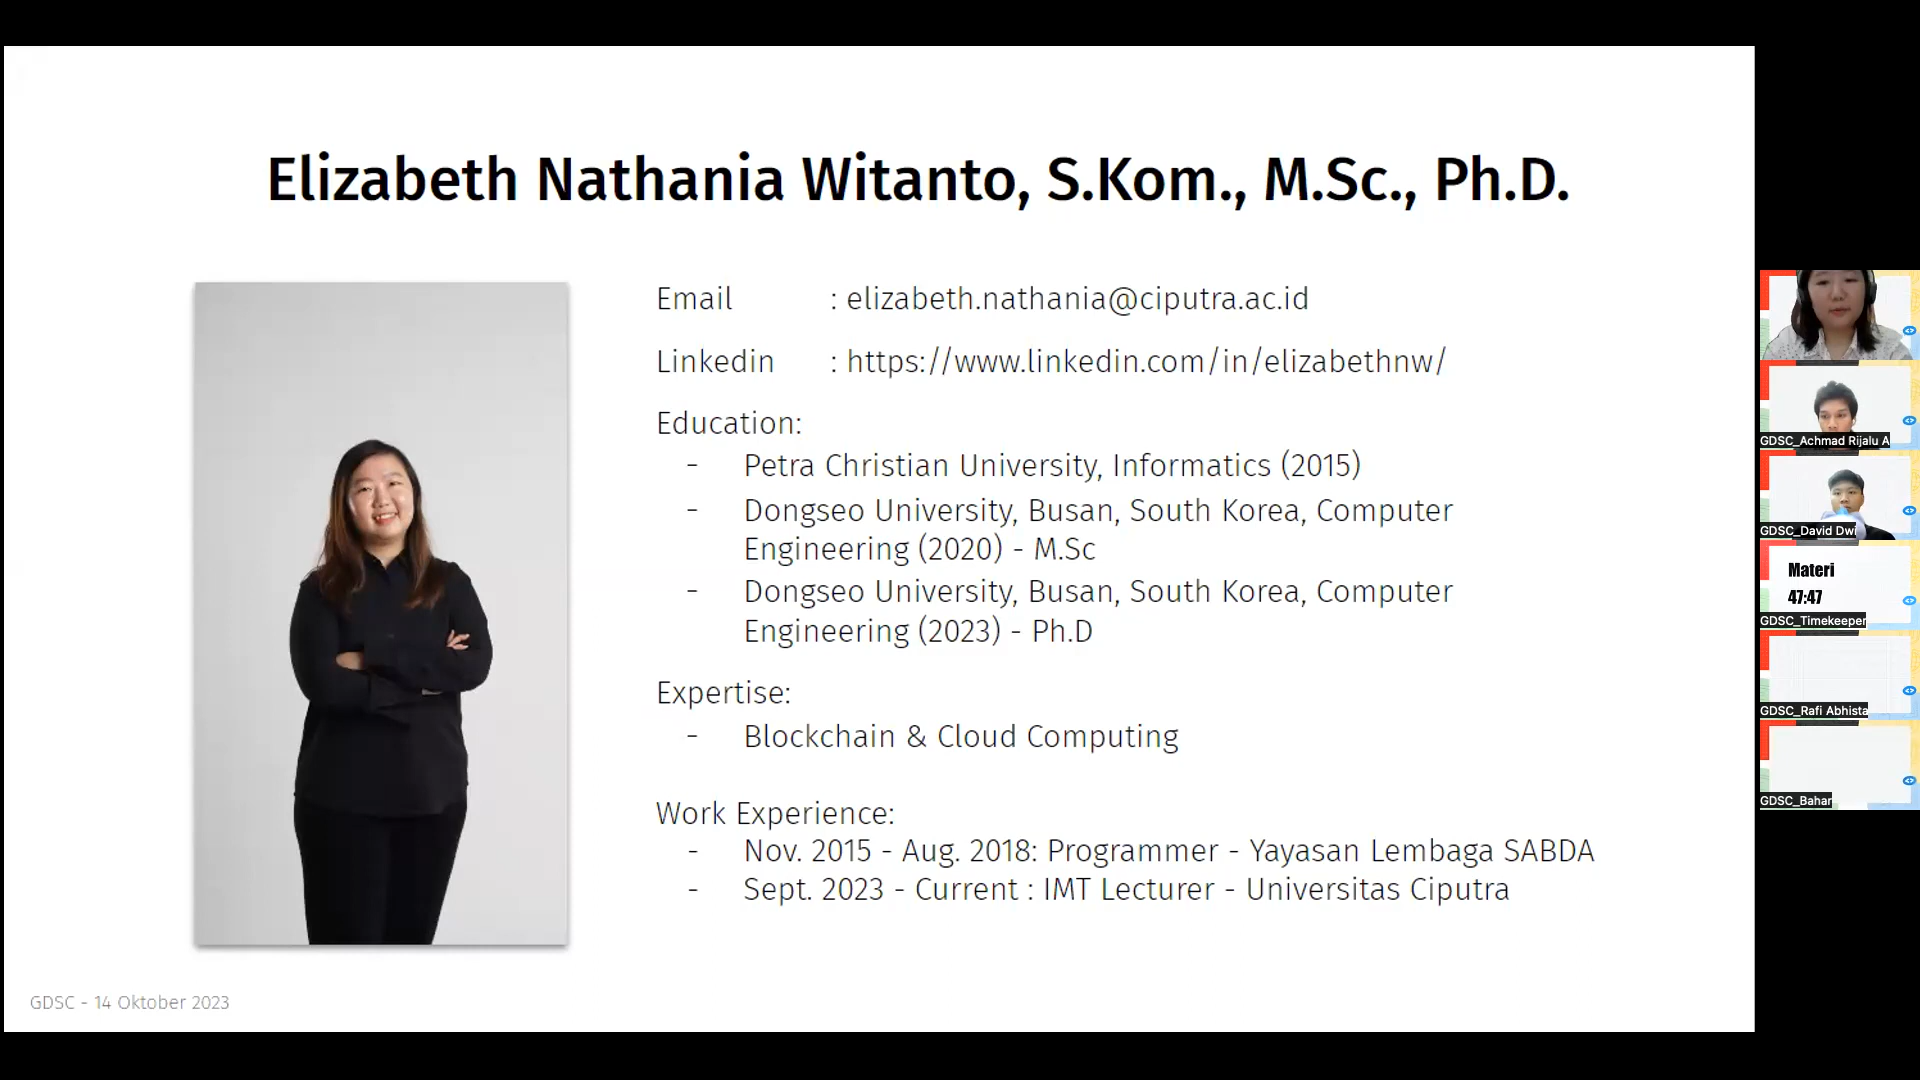 Elizabeth Nathania Witanto, S.Kom., M.Sc., Ph.D.
Email : elizabeth.nathania@ciputra.ac.id
Linkedin : https://www.linkedin.com/in/elizabethnw/
Education:
- Petra Christian University, Informatics (2015)
- Dongseo University, Busan, South Korea, Computer
Engineering (2020) - M.Sc
- Dongseo University, Busan, South Korea, Computer
Engineering (2023) - Ph.D
Expertise:
- Blockchain & Cloud Computing
Work Experience:
- Nov. 2015 - Aug. 2018: Programmer - Yayasan Lembaga SABDA
- Sept. 2023 - Current : IMT Lecturer - Universitas Ciputra
GDSC - 14 Oktober 2023
GDSC_Achmad Rijalu A
GDSC_David Dwi
Materi
47:47
GDSC_Timekeeper
GDSC_Rafi Abhista
GDSC_Bahar